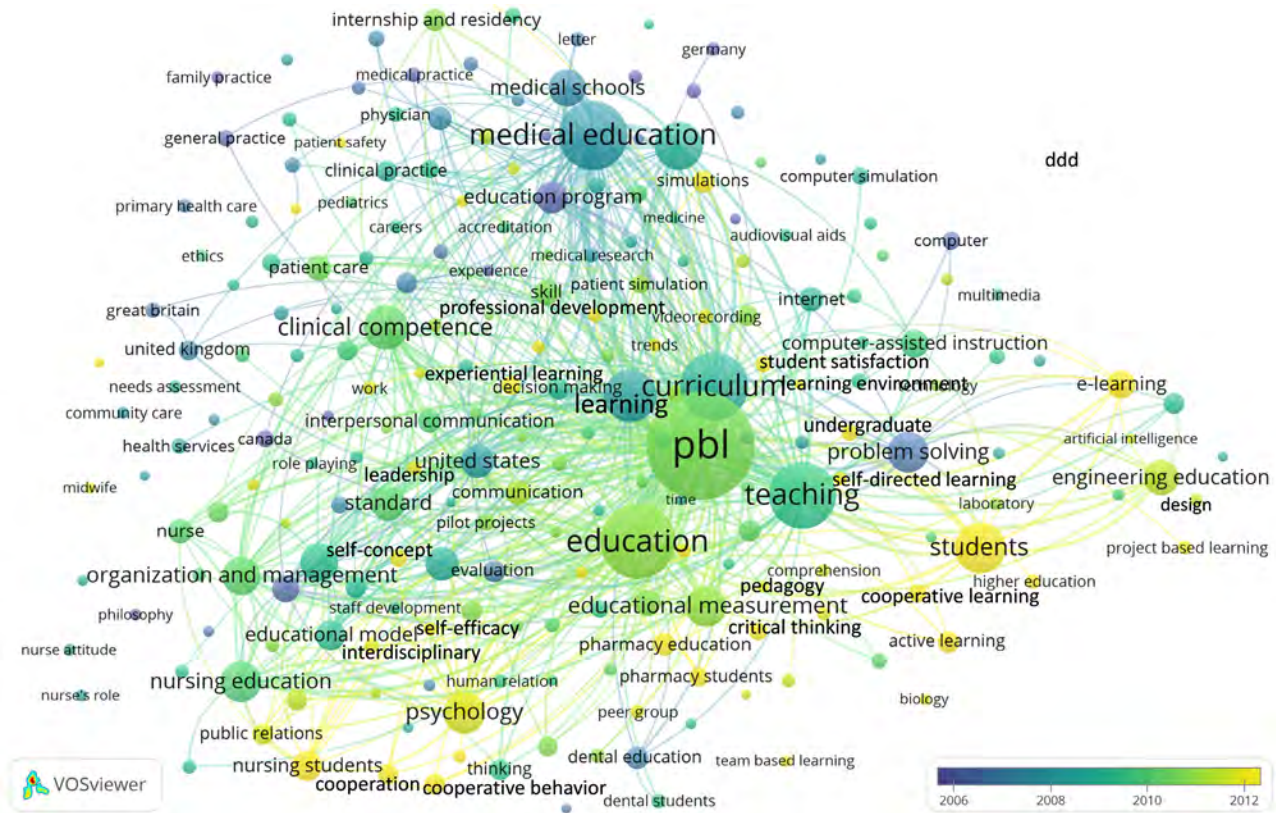 internship and residency
letter
germany
family practice
medical practice
medical schools
physician
medical education
general practice
patient safety
ddd
clinical practice
simulations
computer simulation
education program
primary health care
pediatrics
medicine
careers
accreditation
audiovisual aids
computer
ethics
medical research
patient care
experience
skill
patient simulation
multimedia
great britain
professional development
internet
clinical competence
videorecording
united kingdom
trends
computer-assisted instruction
student satisfaction
experiential learning
needs assessment
work
decision making
curriculum
learning environment
technology
e-learning
learning
community care
interpersonal communication
undergraduate
health services
canada
pbl
artificial intelligence
role playing
united states
problem solving
leadership
engineering education
self-directed learning
midwife
communication
time
teaching
standard
laboratory
design
pilot projects
nurse
education
students
project based learning
self-concept
organization and management
evaluation
comprehension
pedagogy
higher education
cooperative learning
philosophy
staff development
educational measurement
educational model
self-efficacy
critical thinking
nurse attitude
interdisciplinary
pharmacy education
active learning
nursing education
human relation
pharmacy students
nurse's role
biology
psychology
peer group
public relations
dental education
team based learning
nursing students
thinking
cooperation
cooperative behavior
dental students
VOSviewer
2006
2008
2010
2012